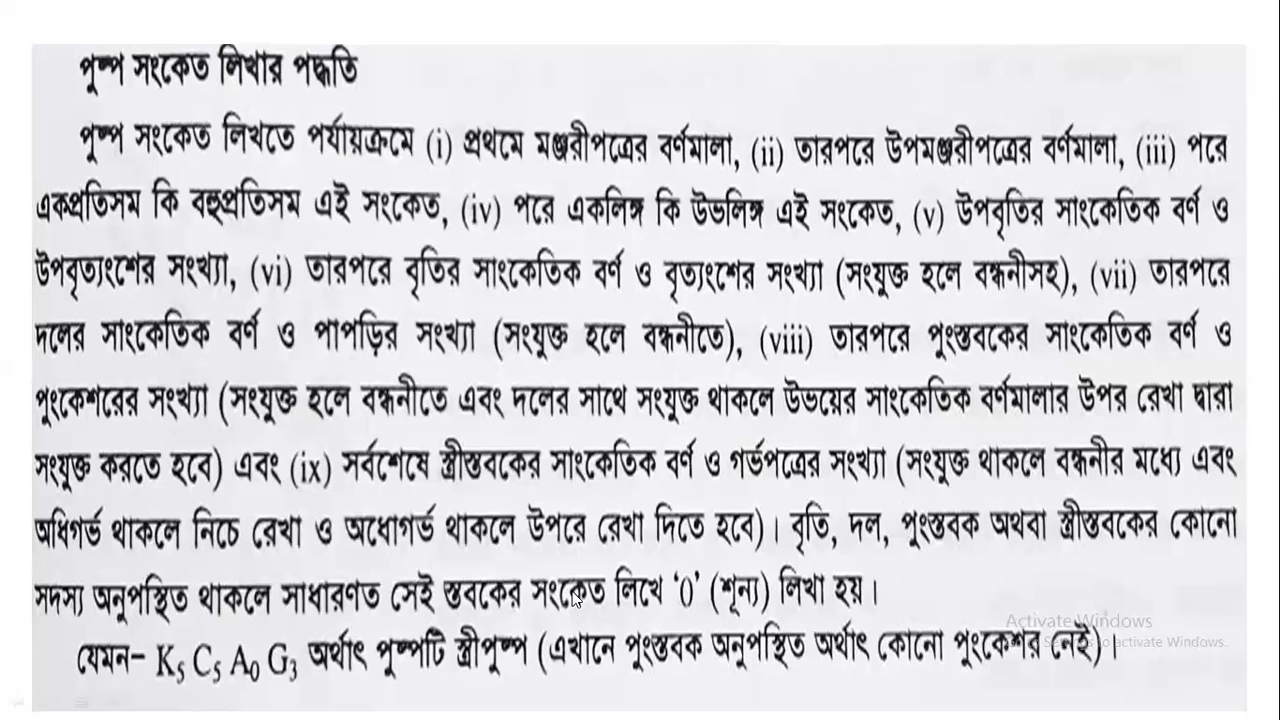 পুষ্প সংকেত লিখার পদ্ধতি
পুষ্প সংকেত লিখতে পর্যায়ক্রমে (i) প্রথমে মঞ্জরীপত্রের বর্ণমালা, (ii) তারপরে উপমঞ্জরীপত্রের বর্ণমালা, (iii) পরে
একপ্রতিসম কি বহুপ্রতিসম এই সংকেত, (iv) পরে একলিঙ্গ কি উভলিঙ্গ এই সংকেত, (v) উপবৃতির সাংকেতিক বর্ণ ও
উপবৃত্যংশের সংখ্যা, (vi) তারপরে বৃতির সাংকেতিক বর্ণ ও বৃত্যংশের সংখ্যা (সংযুক্ত হলে বন্ধনীসহ), (vii) তারপরে
দলের সাংকেতিক বর্ণ ও পাপড়ির সংখ্যা (সংযুক্ত হলে বন্ধনীতে), (viii) তারপরে পুংস্তবকের সাংকেতিক বর্ণ ও
পুংকেশরের সংখ্যা (সংযুক্ত হলে বন্ধনীতে এবং দলের সাথে সংযুক্ত থাকলে উভয়ের সাংকেতিক বর্ণমালার উপর রেখা দ্বারা
সংযুক্ত করতে হবে) এবং (ix) সর্বশেষে স্ত্রীস্তবকের সাংকেতিক বর্ণ ও গর্ভপত্রের সংখ্যা (সংযুক্ত থাকলে বন্ধনীর মধ্যে এবং
অধিগর্ভ থাকলে নিচে রেখা ও অধোগর্ভ থাকলে উপরে রেখা দিতে হবে)। বৃতি, দল, পুংস্তবক অথবা স্ত্রীস্তবকের কোনো
সদস্য অনুপস্থিত থাকলে সাধারণত সেই স্তবকের সংকেত লিখে ‘0’ (শূন্য) লিখা হয়।
Activate Windows
to activate Windows.
যেমন– K₅ C₅ A₀ G₃ অর্থাৎ পুষ্পটি স্ত্রীপুষ্প (এখানে পুংস্তবক অনুপস্থিত অর্থাৎ কোনো পুংকেশর নেই)।